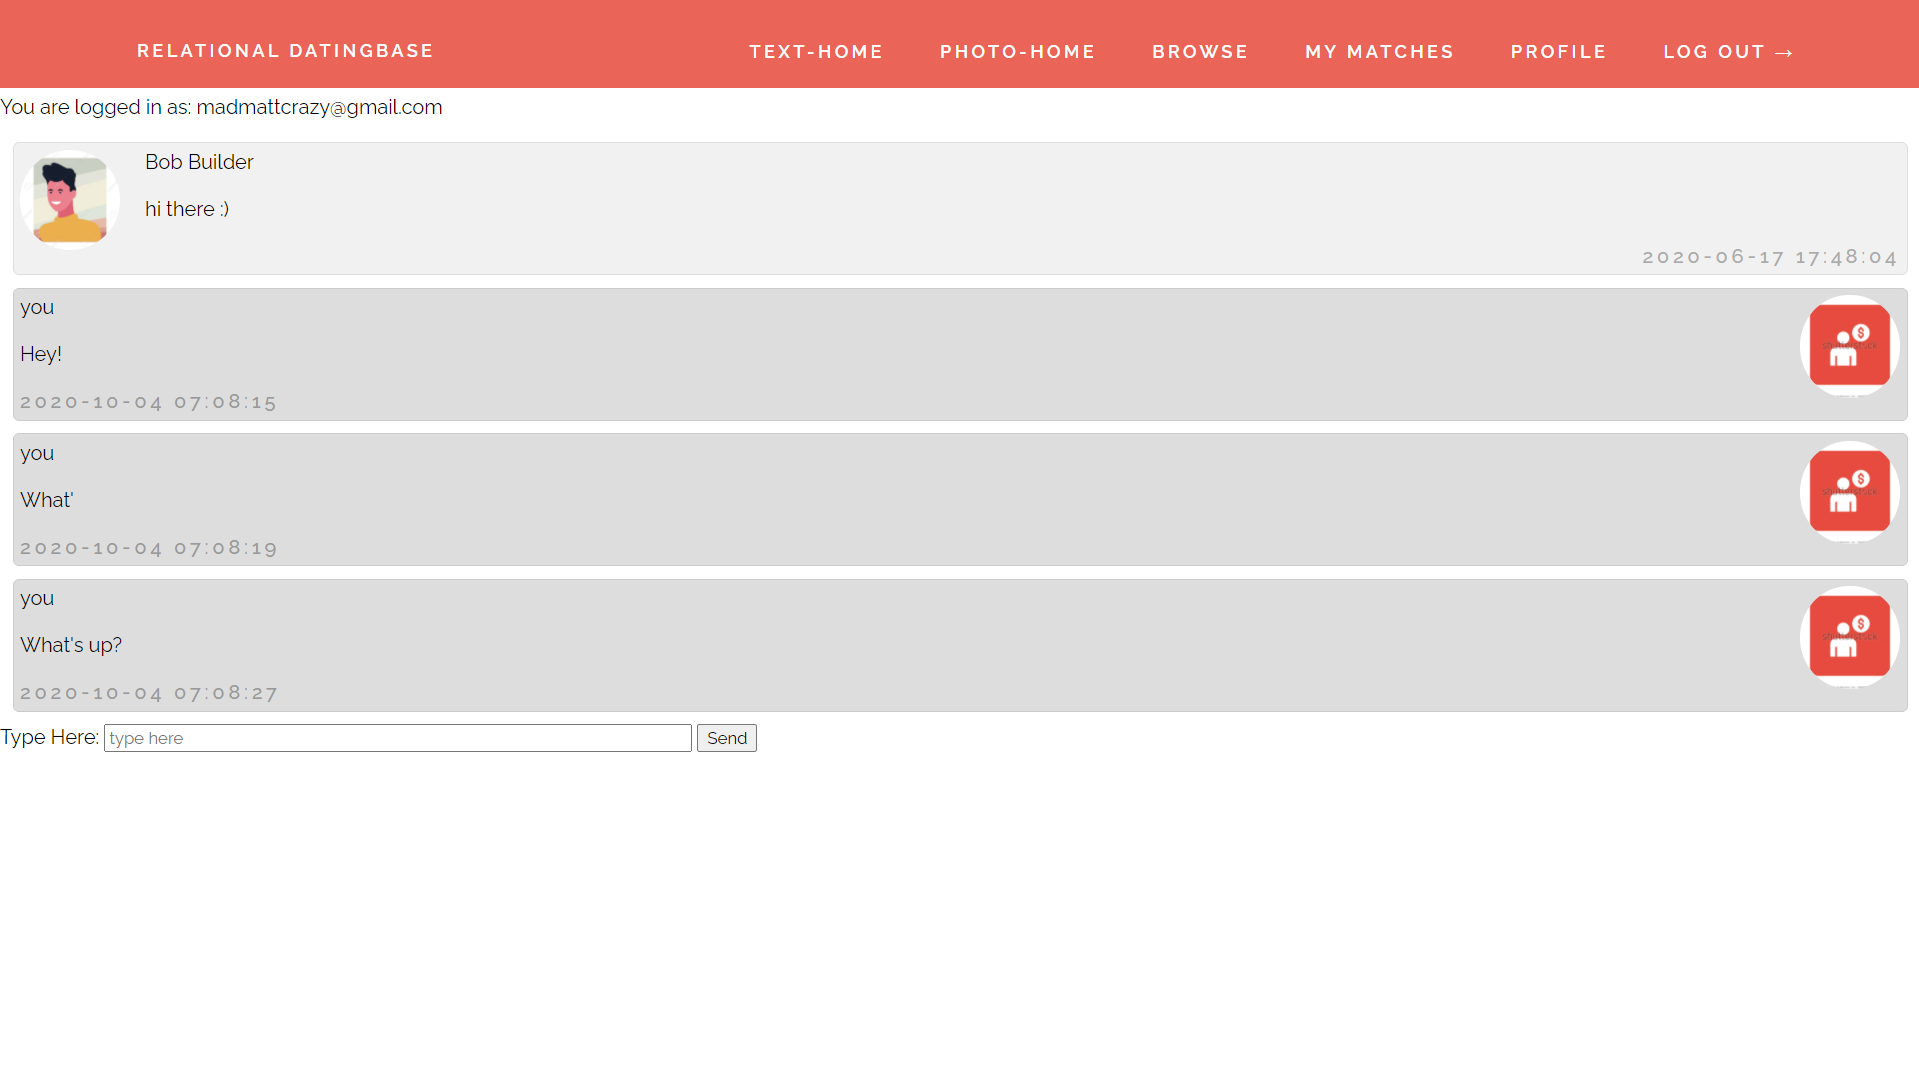 RELATIONAL DATINGBASE
TEXT-HOME PHOTO-HOME BROWSE MY MATCHES PROFILE LOG OUT →
You are logged in as: madmattcrazy@gmail.com
Bob Builder
hi there :)
2020-06-17 17:48:04
you
Hey!
2020-10-04 07:08:15
you
What'
2020-10-04 07:08:19
you
What's up?
2020-10-04 07:08:27
Type Here: type here Send